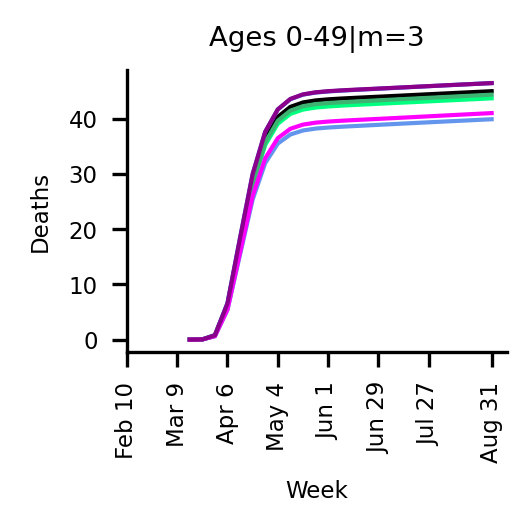 Ages 0-49|m=3
Deaths
40
30
20
10
0
Feb 10
Mar 9
Apr 6
May 4
Jun 1
Jun 29
Jul 27
Aug 31
Week